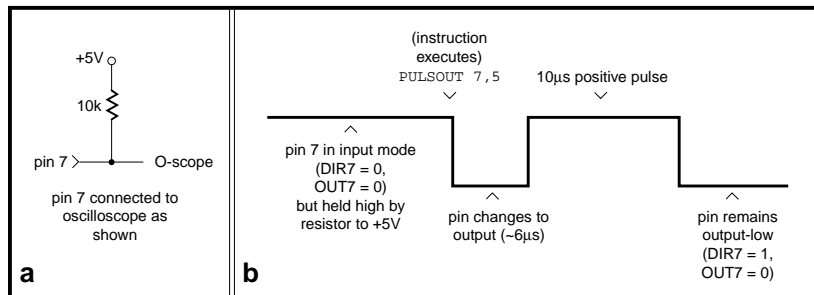 +5V
10k
pin 7
O-scope
pin 7 connected to
oscilloscope as
shown
a
(instruction
executes)
PULSOUT 7,5
10µs positive pulse
pin 7 in input mode
(DIR7 = 0,
OUT7 = 0)
but held high by
resistor to +5V
pin changes to
output (~6µs)
pin remains
output-low
(DIR7 = 1,
OUT7 = 0)
b